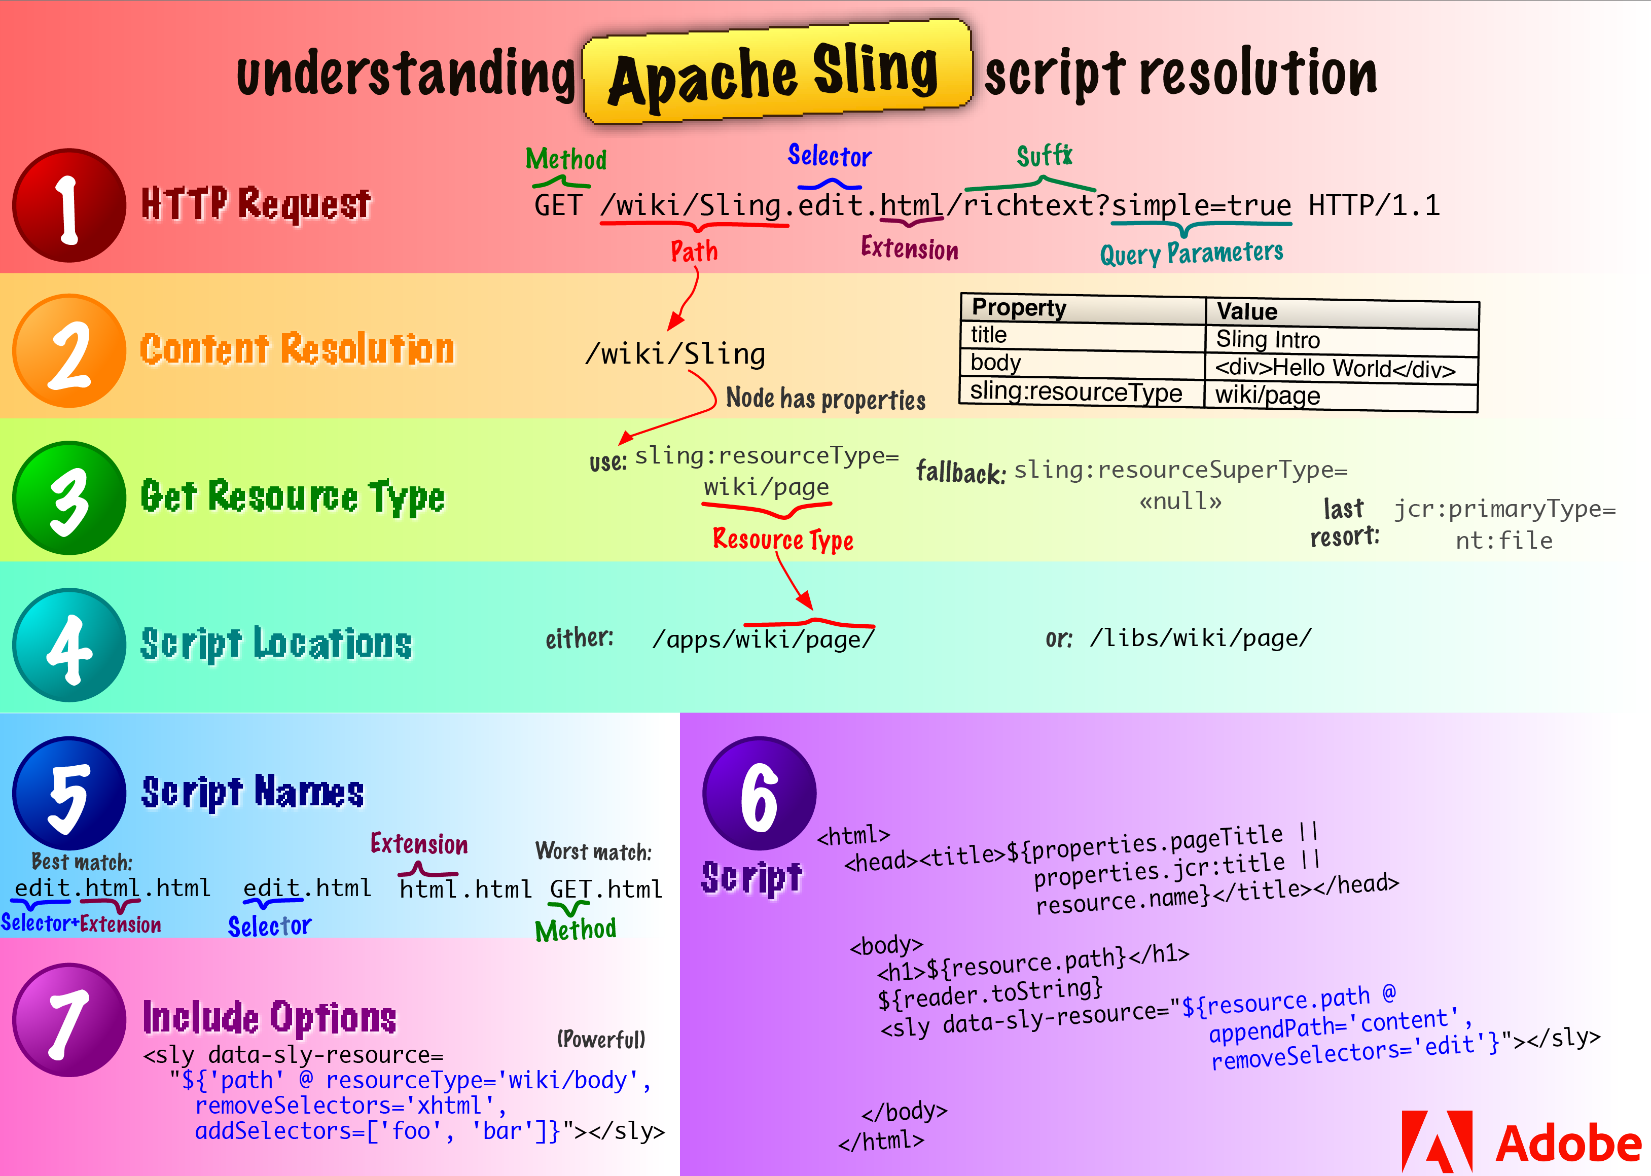 understanding Apache Sling script resolution
1 HTTP Request
Method
Selector
Suffix
GET /wiki/Sling.edit.html/richtext?simple=true HTTP/1.1
Path
Extension
Query Parameters
2 Content Resolution
/wiki/Sling
Node has properties
Property Value
title Sling Intro
body <div>Hello World</div>
sling:resourceType wiki/page
3 Get Resource Type
use: sling:resourceType=
wiki/page
Resource Type
fallback: sling:resourceSuperType=
«null»
last resort: jcr:primaryType=
nt:file
4 Script Locations
either: /apps/wiki/page/
or: /libs/wiki/page/
5 Script Names
Best match:
Extension
Worst match:
edit.html.html edit.html html.html GET.html
Selector+Extension
Selector
Method
6 Script
<html>
<head><title>${properties.pageTitle ||
properties.jcr:title ||
resource.name}</title></head>
<body>
<h1>${resource.path}</h1>
${reader.toString}
<sly data-sly-resource="${resource.path @
appendPath='content',
removeSelectors='edit'}"></sly>
</body>
</html>
7 Include Options
(Powerful)
<sly data-sly-resource=
"${'path' @ resourceType='wiki/body',
removeSelectors='xhtml',
addSelectors=['foo', 'bar']}"></sly>
Adobe